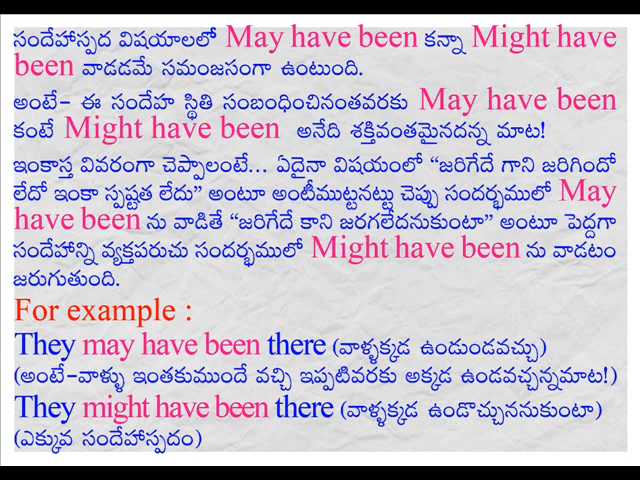 సందేహాస్పద విషయాలలో May have been కన్నా Might have
been వాడడమే సమంజసంగా ఉంటుంది.
అంటే- ఈ సందేహ స్థితి సంబంధించినంతవరకు May have been
కంటే Might have been అనేది శక్తివంతమైనదన్న మాట!
ఇంకాస్త వివరంగా చెప్పాలంటే... ఏదైనా విషయంలో “జరిగేదే గాని జరిగిందో
లేదో ఇంకా స్పష్టత లేదు” అంటూ అంటీముట్టనట్టు చెప్పు సందర్భములో May
have been ను వాడితే “జరిగేదే కాని జరగలేదనుకుంటా” అంటూ పెద్దగా
సందేహాన్ని వ్యక్తపరుచు సందర్భములో Might have been ను వాడటం
జరుగుతుంది.
For example :
They may have been there (వాళ్ళక్కడ ఉండుండవచ్చు)
(అంటే-వాళ్ళు ఇంతకుముందే వచ్చి ఇప్పటివరకు అక్కడ ఉండవచ్చన్నమాట!)
They might have been there (వాళ్ళక్కడ ఉండొచ్చుననుకుంటా)
(ఎక్కువ సందేహాస్పదం)